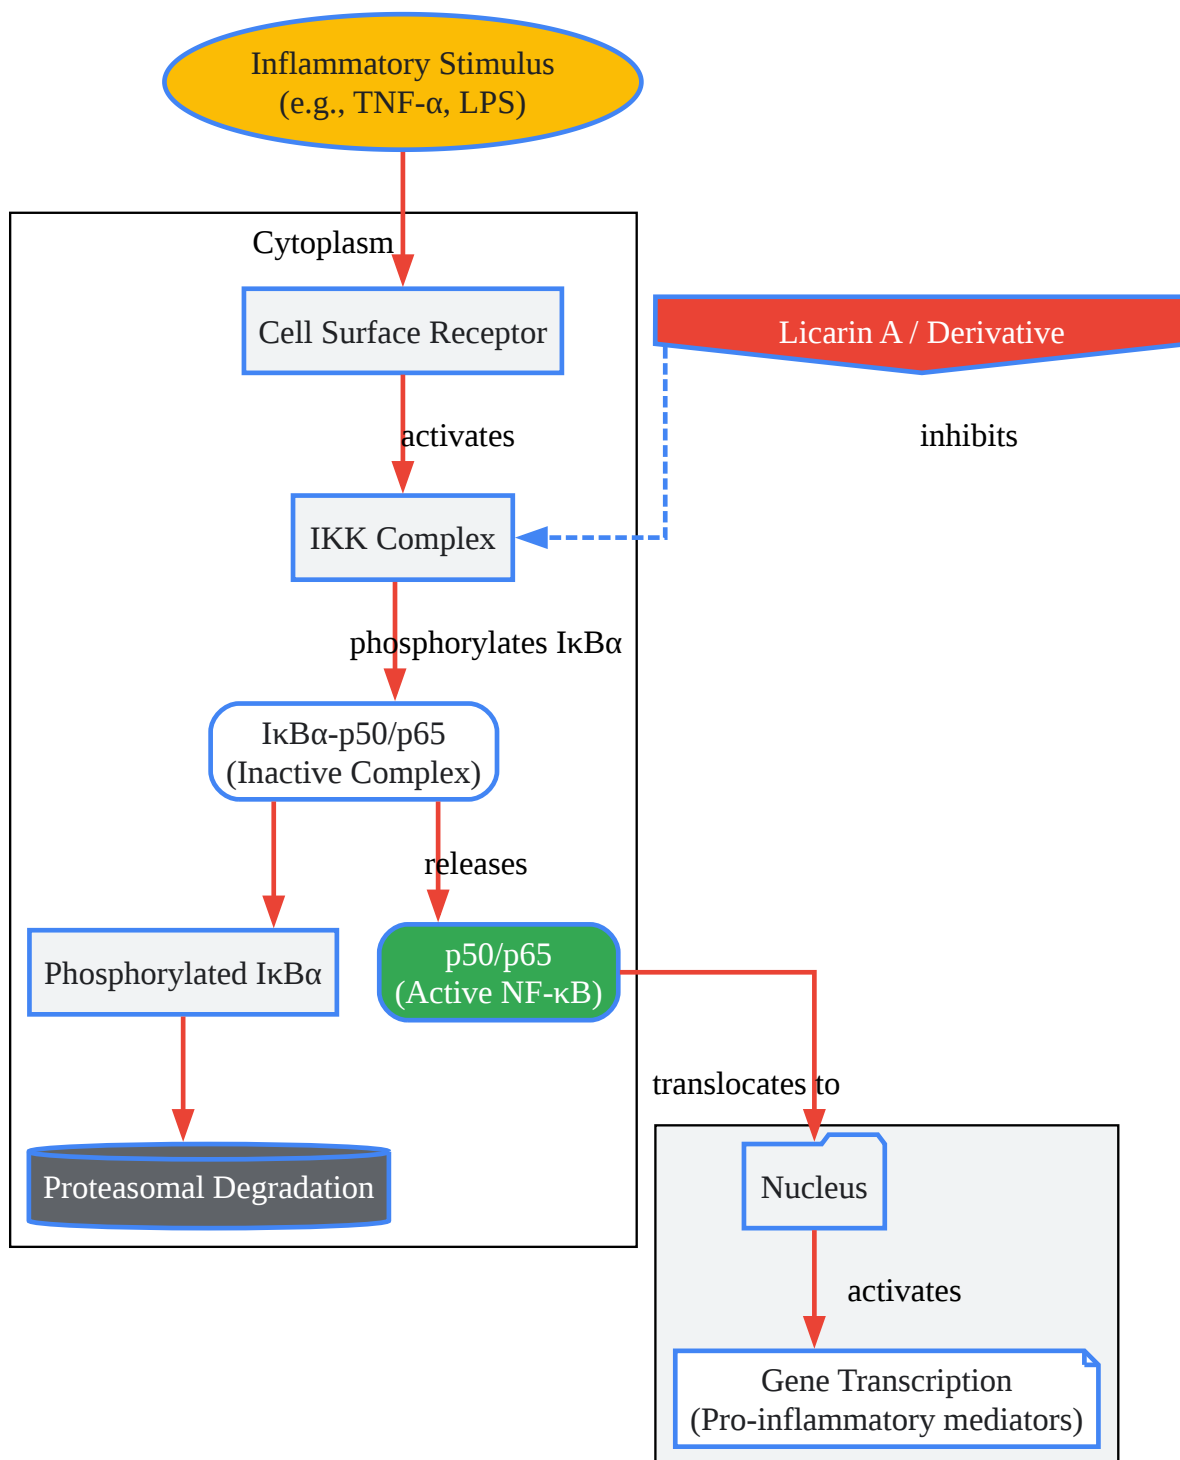 Inflammatory Stimulus
(e.g., TNF-α, LPS)
Cytoplasm
Cell Surface Receptor
Licarin A / Derivative
activates
inhibits
IKK Complex
phosphorylates IκBα
IκBα-p50/p65
(Inactive Complex)
releases
Phosphorylated IκBα
p50/p65
(Active NF-κB)
translocates to
Proteasomal Degradation
Nucleus
activates
Gene Transcription
(Pro-inflammatory mediators)